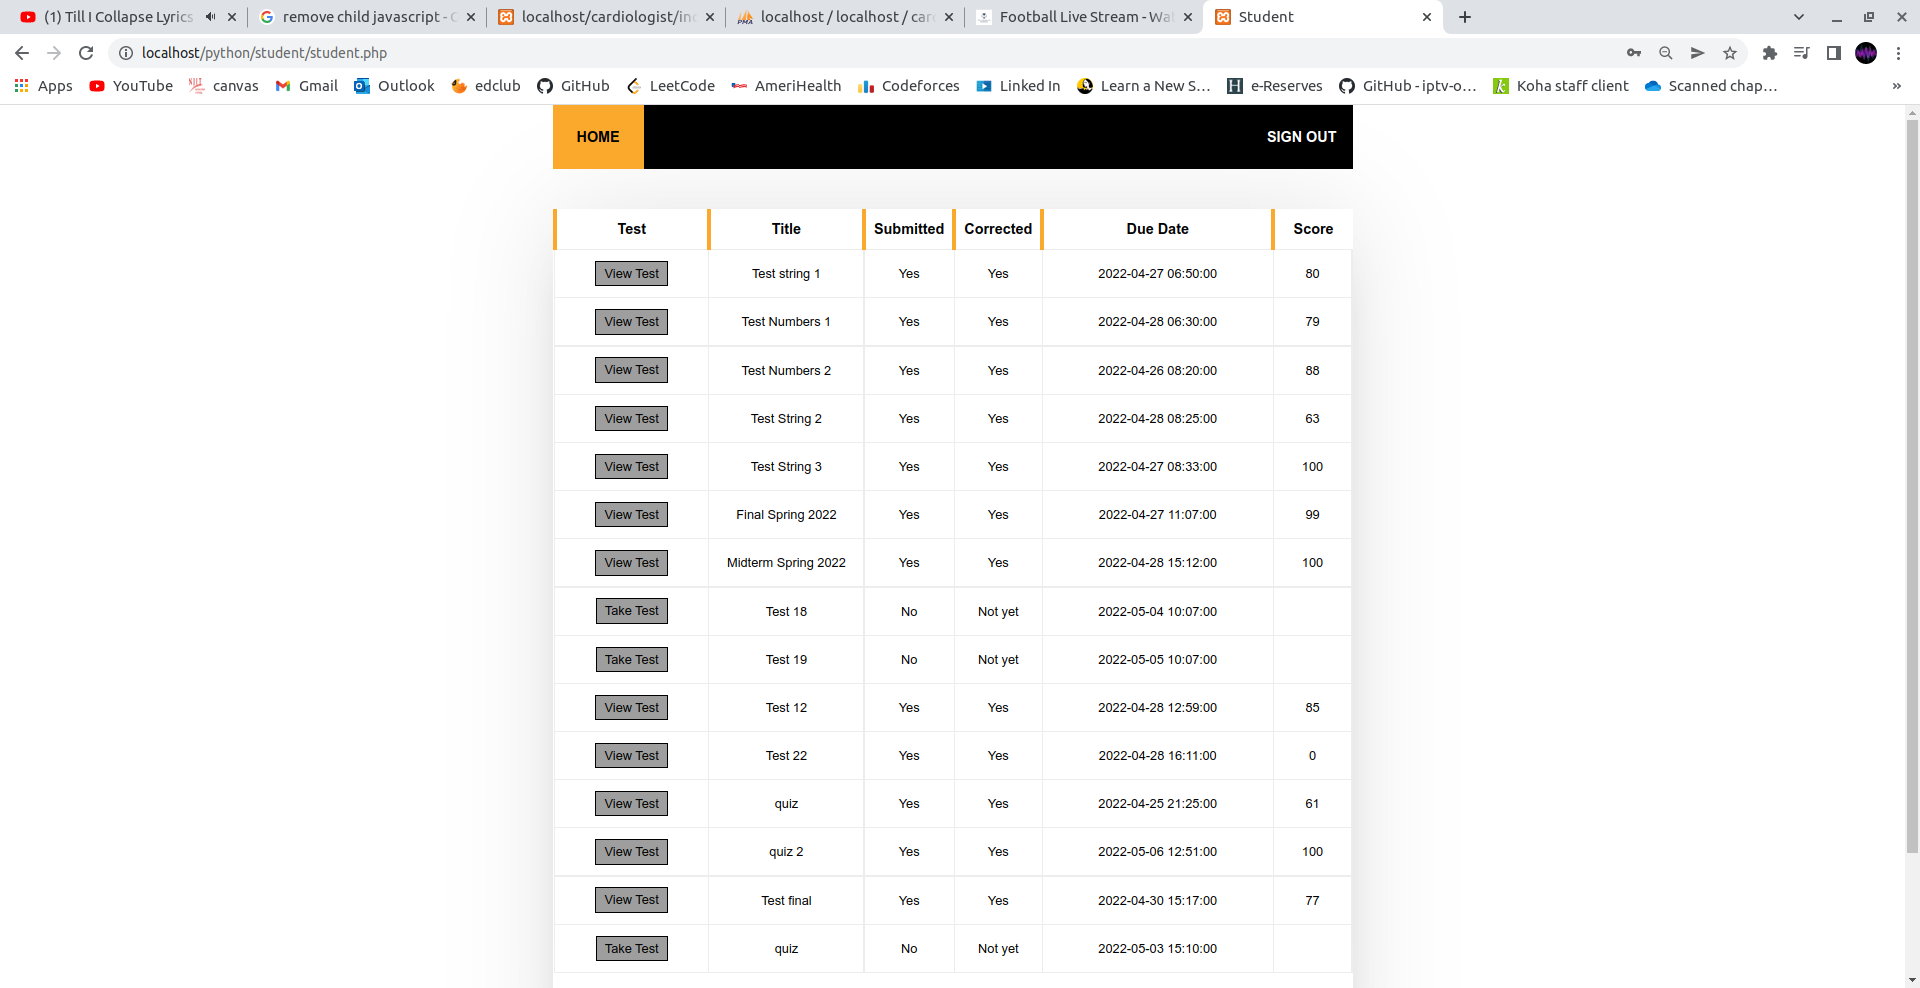 (1) Till I Collapse Lyrics
remove child javascript -
localhost/cardiologist/in
localhost / localhost / car
Football Live Stream - Wa
Student
localhost/python/student/student.php
Apps YouTube canvas Gmail Outlook edclub GitHub LeetCode AmeriHealth Codeforces Linked In Learn a New S… e-Reserves GitHub - iptv-o… Koha staff client Scanned chap… »
HOME SIGN OUT
Test Title Submitted Corrected Due Date Score
View Test Test string 1 Yes Yes 2022-04-27 06:50:00 80
View Test Test Numbers 1 Yes Yes 2022-04-28 06:30:00 79
View Test Test Numbers 2 Yes Yes 2022-04-26 08:20:00 88
View Test Test String 2 Yes Yes 2022-04-28 08:25:00 63
View Test Test String 3 Yes Yes 2022-04-27 08:33:00 100
View Test Final Spring 2022 Yes Yes 2022-04-27 11:07:00 99
View Test Midterm Spring 2022 Yes Yes 2022-04-28 15:12:00 100
Take Test Test 18 No Not yet 2022-05-04 10:07:00
Take Test Test 19 No Not yet 2022-05-05 10:07:00
View Test Test 12 Yes Yes 2022-04-28 12:59:00 85
View Test Test 22 Yes Yes 2022-04-28 16:11:00 0
View Test quiz Yes Yes 2022-04-25 21:25:00 61
View Test quiz 2 Yes Yes 2022-05-06 12:51:00 100
View Test Test final Yes Yes 2022-04-30 15:17:00 77
Take Test quiz No Not yet 2022-05-03 15:10:00